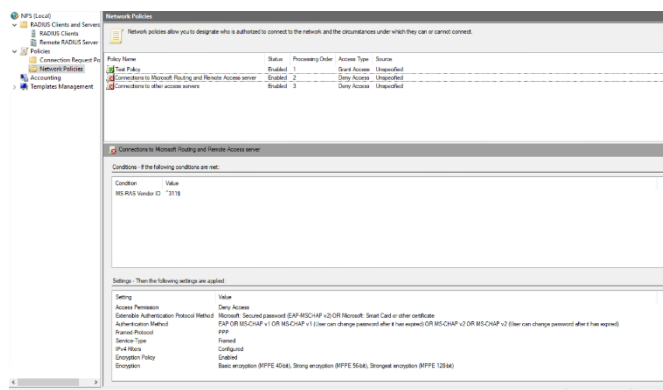 NPS (Local)
RADIUS Clients and Servers
RADIUS Clients
Remote RADIUS Server
Policies
Connection Request Po
Network Policies
Accounting
Templates Management
Network Policies
Network policies allow you to designate who is authorized to connect to the network and the circumstances under which they can or cannot connect.
Policy Name Status Processing Order Access Type Source
Test Policy Enabled 1 Grant Access Unspecified
Connections to Microsoft Routing and Remote Access server Enabled 2 Deny Access Unspecified
Connections to other access servers Enabled 3 Deny Access Unspecified
Connections to Microsoft Routing and Remote Access server
Conditions - If the following conditions are met:
Condition Value
MS-RAS Vendor ID ^311$
Settings - Then the following settings are applied:
Setting Value
Access Permission Deny Access
Extensible Authentication Protocol Method Microsoft: Secured password (EAP-MSCHAP v2) OR Microsoft: Smart Card or other certificate
Authentication Method EAP OR MS-CHAP v1 OR MS-CHAP v1 (User can change password after it has expired) OR MS-CHAP v2 OR MS-CHAP v2 (User can change password after it has expired)
Framed-Protocol PPP
Service-Type Framed
IPv4 Filters Configured
Encryption Policy Enabled
Encryption Basic encryption (MPPE 40-bit), Strong encryption (MPPE 56-bit), Strongest encryption (MPPE 128-bit)